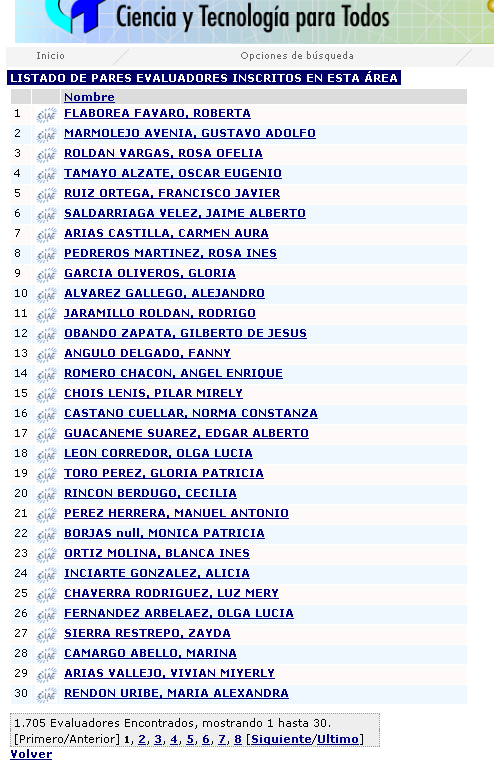 Ciencia y Tecnología para Todos
Inicio Opciones de búsqueda
LISTADO DE PARES EVALUADORES INSCRITOS EN ESTA ÁREA
Nombre
1 FLABOREA FAVARO, ROBERTA
2 MARMOLEJO AVENIA, GUSTAVO ADOLFO
3 ROLDAN VARGAS, ROSA OFELIA
4 TAMAYO ALZATE, OSCAR EUGENIO
5 RUIZ ORTEGA, FRANCISCO JAVIER
6 SALDARRIAGA VELEZ, JAIME ALBERTO
7 ARIAS CASTILLA, CARMEN AURA
8 PEDREROS MARTINEZ, ROSA INES
9 GARCIA OLIVEROS, GLORIA
10 ALVAREZ GALLEGO, ALEJANDRO
11 JARAMILLO ROLDAN, RODRIGO
12 OBANDO ZAPATA, GILBERTO DE JESUS
13 ANGULO DELGADO, FANNY
14 ROMERO CHACON, ANGEL ENRIQUE
15 CHOIS LENIS, PILAR MIRELY
16 CASTANO CUELLAR, NORMA CONSTANZA
17 GUACANEME SUAREZ, EDGAR ALBERTO
18 LEON CORREDOR, OLGA LUCIA
19 TORO PEREZ, GLORIA PATRICIA
20 RINCON BERDUGO, CECILIA
21 PEREZ HERRERA, MANUEL ANTONIO
22 BORJAS null, MONICA PATRICIA
23 ORTIZ MOLINA, BLANCA INES
24 INCIARTE GONZALEZ, ALICIA
25 CHAVERRA RODRIGUEZ, LUZ MERY
26 FERNANDEZ ARBELAEZ, OLGA LUCIA
27 SIERRA RESTREPO, ZAYDA
28 CAMARGO ABELLO, MARINA
29 ARIAS VALLEJO, VIVIAN MIYERLY
30 RENDON URIBE, MARIA ALEXANDRA
1.705 Evaluadores Encontrados, mostrando 1 hasta 30.
[Primero/Anterior] 1, 2, 3, 4, 5, 6, 7, 8 [Siguiente/Ultimo]
Volver